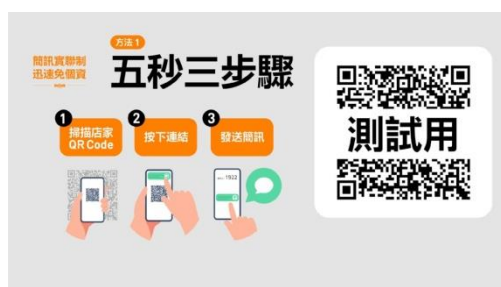 簡訊實聯制
迅速免個資
方法1
五秒三步驟
1
掃描店家
QR Code
2
按下連結
3
發送簡訊
1922
測試用